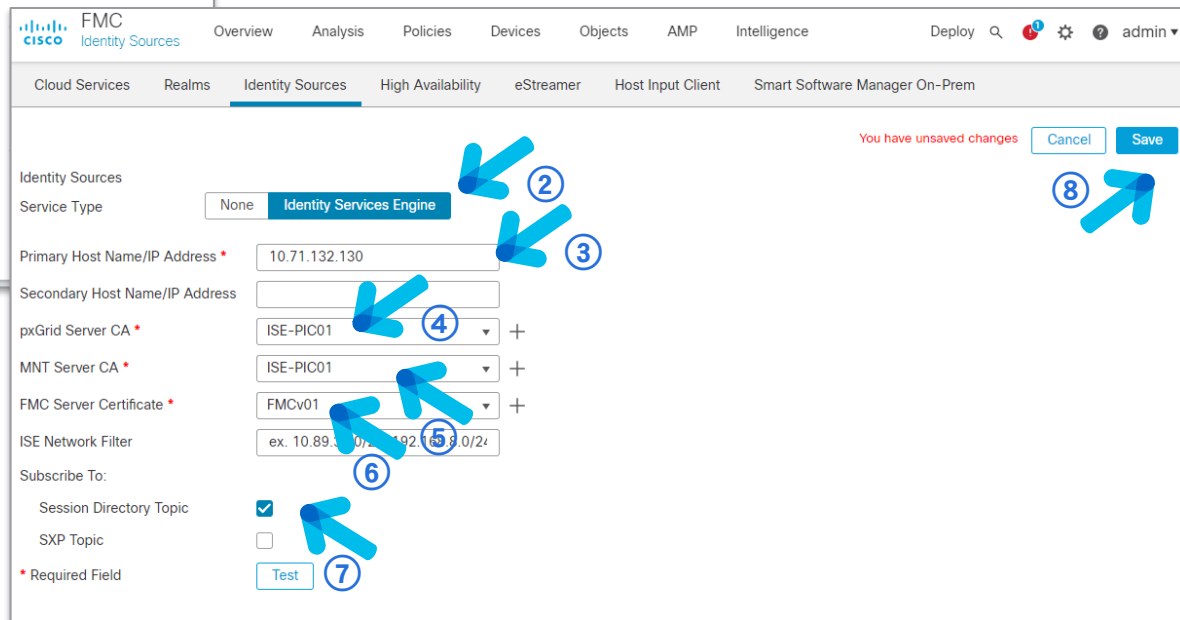 CISCO
FMC
Identity Sources
Overview Analysis Policies Devices Objects AMP Intelligence Deploy 1 ? admin
Cloud Services Realms Identity Sources High Availability eStreamer Host Input Client Smart Software Manager On-Prem
You have unsaved changes Cancel Save
Identity Sources
②
⑧
Service Type None Identity Services Engine
Primary Host Name/IP Address * 10.71.132.130 ③
Secondary Host Name/IP Address
pxGrid Server CA * ISE-PIC01 ④
MNT Server CA * ISE-PIC01
FMC Server Certificate * FMCv01
⑤
ISE Network Filter ex.
⑥
Subscribe To:
Session Directory Topic
SXP Topic
* Required Field Test ⑦